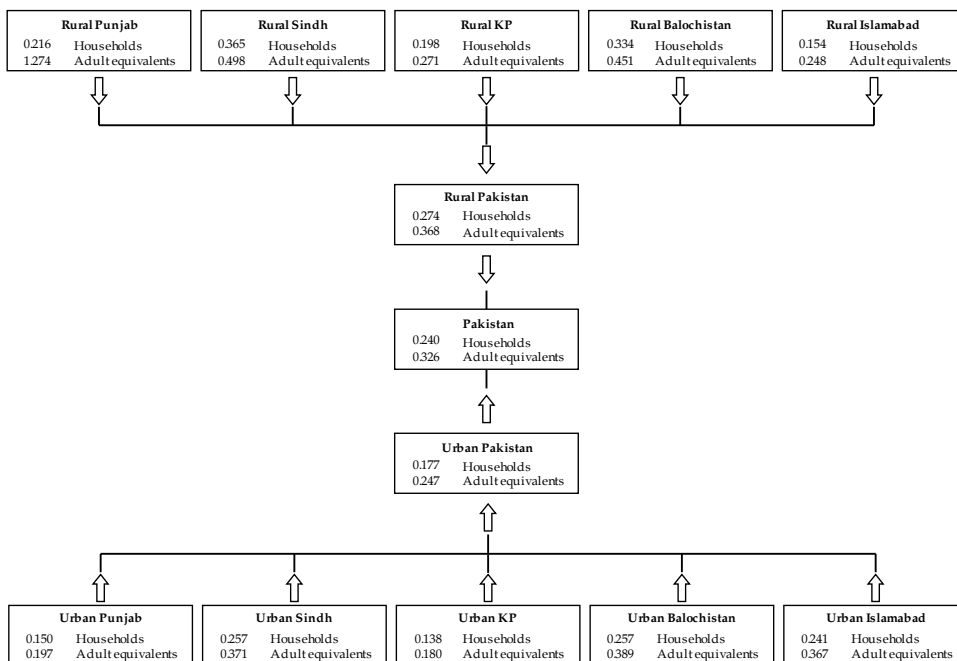 Rural Punjab
0.216 Households
1.274 Adult equivalents
Rural Sindh
0.365 Households
0.498 Adult equivalents
Rural KP
0.198 Households
0.271 Adult equivalents
Rural Balochistan
0.334 Households
0.451 Adult equivalents
Rural Islamabad
0.154 Households
0.248 Adult equivalents
Rural Pakistan
0.274 Households
0.368 Adult equivalents
Pakistan
0.240 Households
0.326 Adult equivalents
Urban Pakistan
0.177 Households
0.247 Adult equivalents
Urban Punjab
0.150 Households
0.197 Adult equivalents
Urban Sindh
0.257 Households
0.371 Adult equivalents
Urban KP
0.138 Households
0.180 Adult equivalents
Urban Balochistan
0.257 Households
0.389 Adult equivalents
Urban Islamabad
0.241 Households
0.367 Adult equivalents